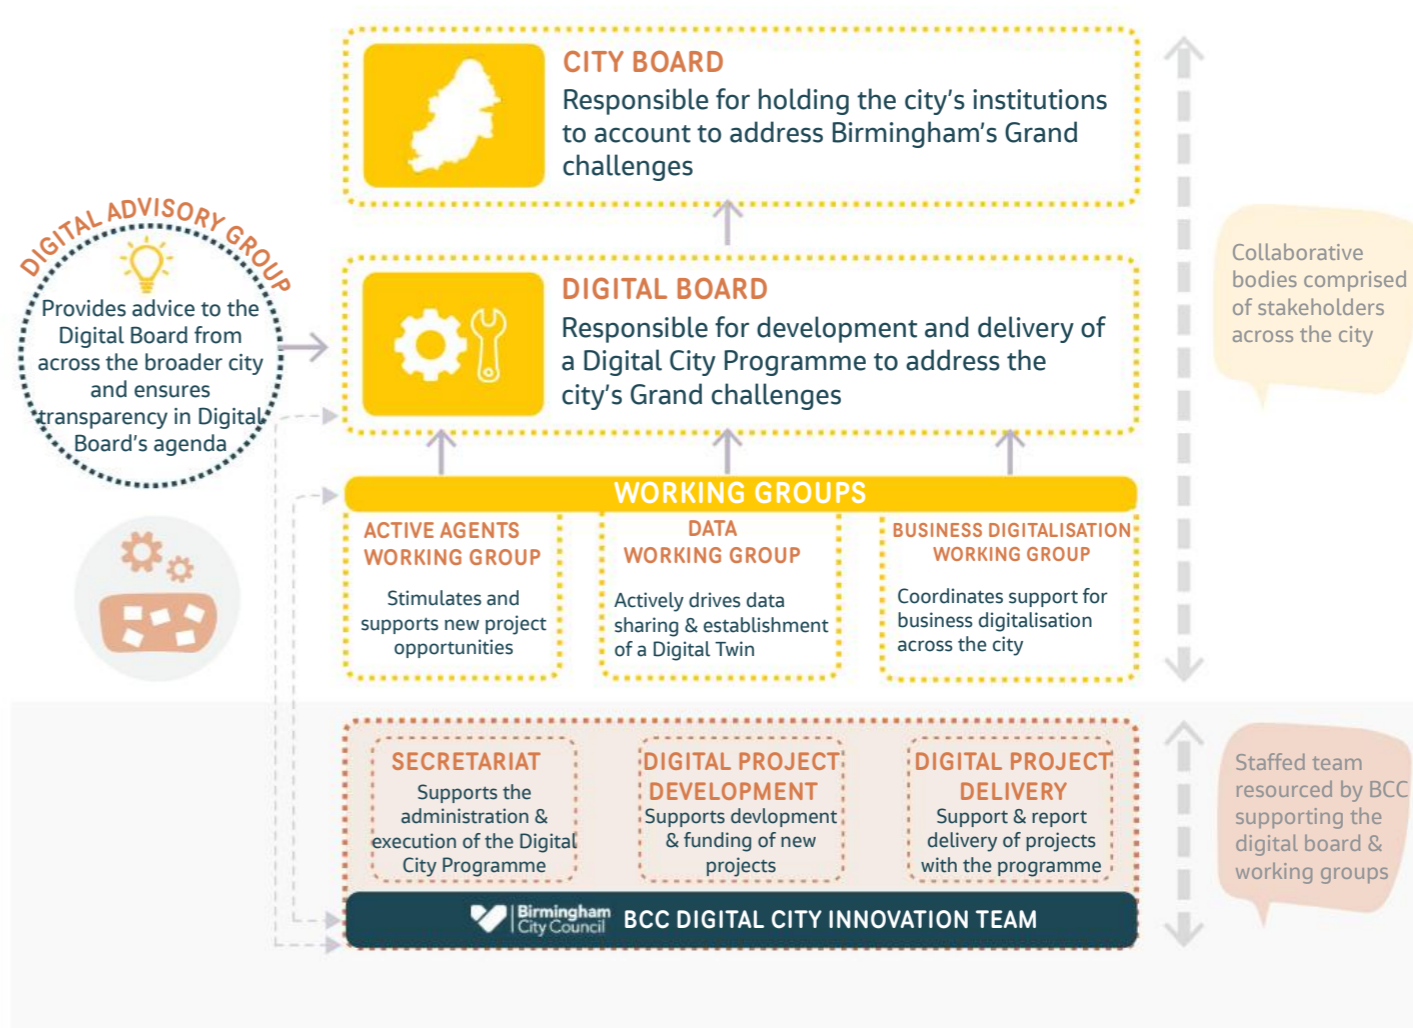 CITY BOARD
Responsible for holding the city's institutions
to account to address Birmingham's Grand
challenges
DIGITAL ADVISORY GROUP
Provides advice to the
Digital Board from
across the broader city
and ensures
transparency in Digital
Board's agenda
DIGITAL BOARD
Responsible for development and delivery of
a Digital City Programme to address the
city's Grand challenges
Collaborative
bodies comprised
of stakeholders
across the city
WORKING GROUPS
ACTIVE AGENTS
WORKING GROUP
Stimulates and
supports new project
opportunities
DATA
WORKING GROUP
Actively drives data
sharing & establishment
of a Digital Twin
BUSINESS DIGITALISATION
WORKING GROUP
Coordinates support for
business digitalisation
across the city
SECRETARIAT
Supports the
administration &
execution of the Digital
City Programme
DIGITAL PROJECT
DEVELOPMENT
Supports devlopment
& funding of new
projects
DIGITAL PROJECT
DELIVERY
Support & report
delivery of projects
with the programme
Staffed team
resourced by BCC
supporting the
digital board &
working groups
Birmingham
City Council
BCC DIGITAL CITY INNOVATION TEAM